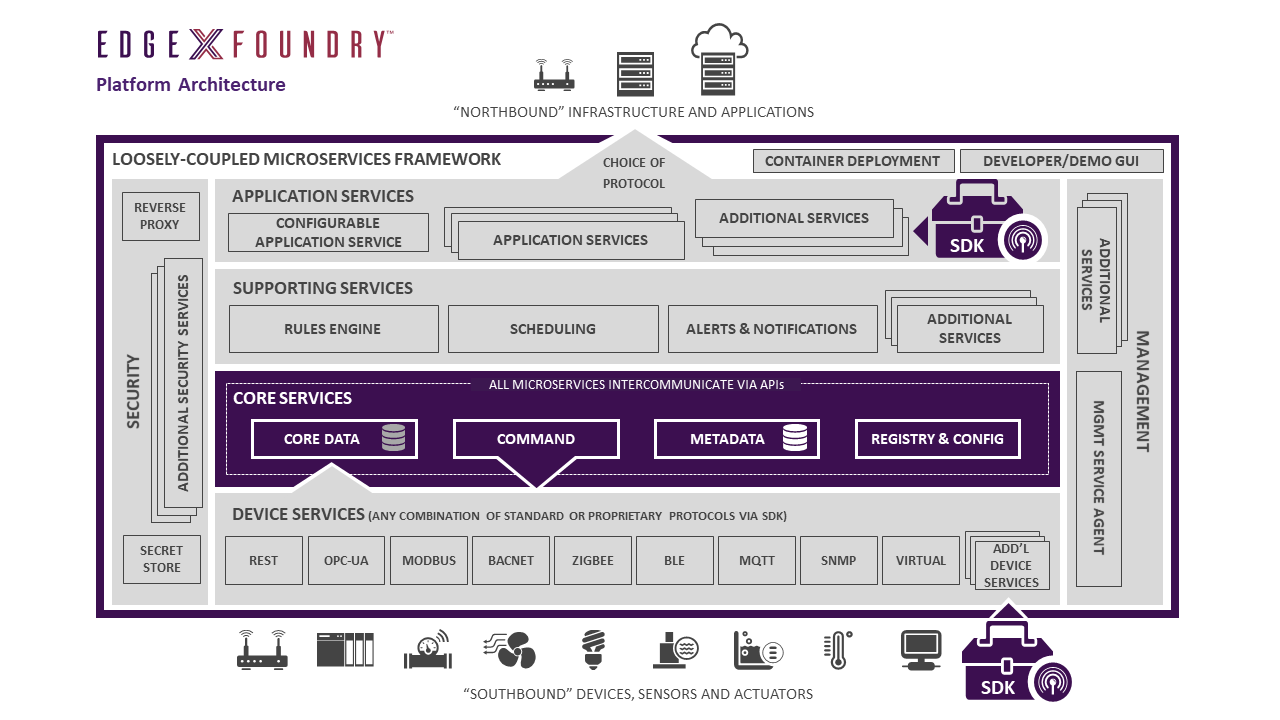 EDGE X FOUNDRY™
Platform Architecture
“NORTHBOUND” INFRASTRUCTURE AND APPLICATIONS
LOOSELY-COUPLED MICROSERVICES FRAMEWORK
CHOICE OF
PROTOCOL
CONTAINER DEPLOYMENT
DEVELOPER/DEMO GUI
REVERSE
PROXY
SECURITY
ADDITIONAL SECURITY SERVICES
SECRET
STORE
APPLICATION SERVICES
CONFIGURABLE
APPLICATION SERVICE
APPLICATION SERVICES
ADDITIONAL SERVICES
SDK
SUPPORTING SERVICES
RULES ENGINE
SCHEDULING
ALERTS & NOTIFICATIONS
ADDITIONAL
SERVICES
ALL MICROSERVICES INTERCOMMUNICATE VIA APIs
CORE SERVICES
CORE DATA
COMMAND
METADATA
REGISTRY & CONFIG
DEVICE SERVICES (ANY COMBINATION OF STANDARD OR PROPRIETARY PROTOCOLS VIA SDK)
REST
OPC-UA
MODBUS
BACNET
ZIGBEE
BLE
MQTT
SNMP
VIRTUAL
ADD’L
DEVICE
SERVICES
ADDITIONAL
SERVICES
MANAGEMENT
MGMT SERVICE AGENT
SDK
“SOUTHBOUND” DEVICES, SENSORS AND ACTUATORS